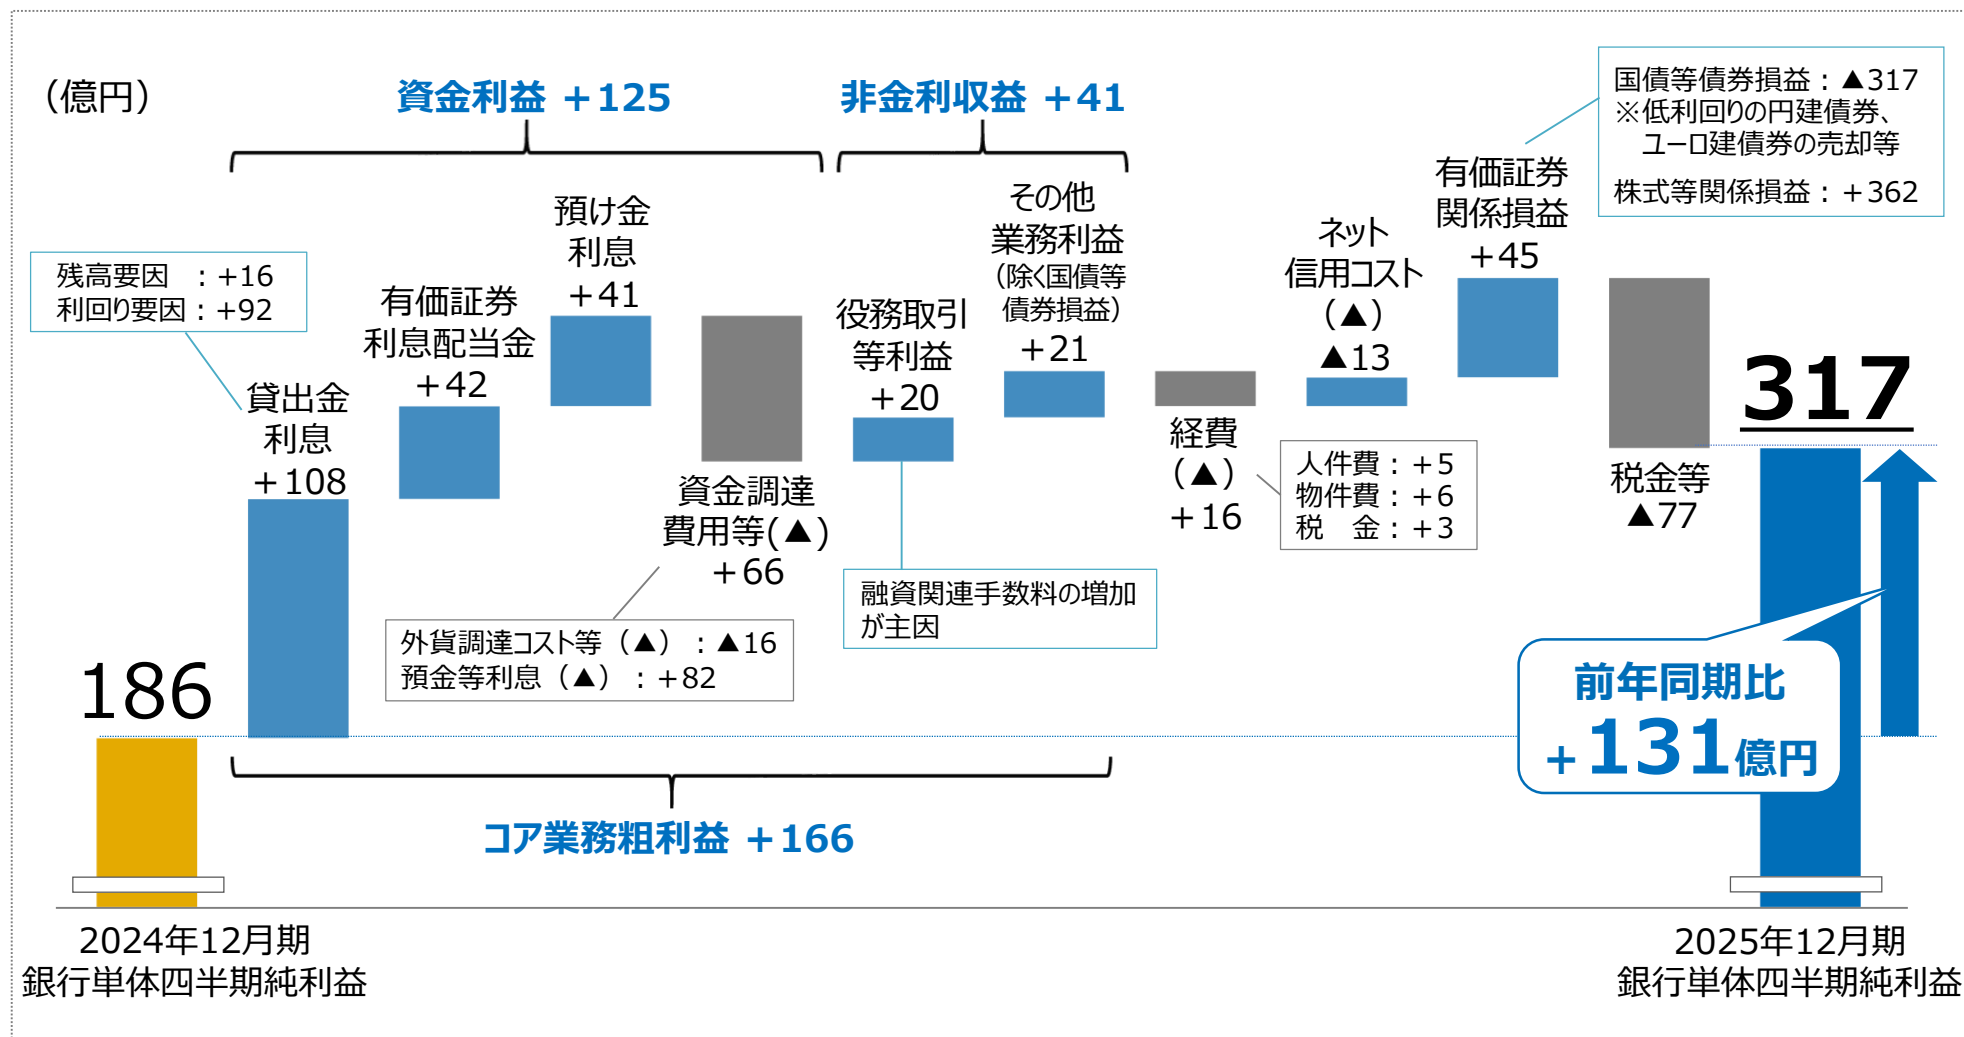 （億円）
資金利益 +125
非金利収益 +41
国債等債券損益：▲317
※低利回りの円建債券、
ユーロ建債券の売却等
株式等関係損益：+362
残高要因　：+16
利回り要因：+92
貸出金
利息
+108
有価証券
利息配当金
+42
預け金
利息
+41
資金調達
費用等(▲)
+66
外貨調達コスト等（▲）：▲16
預金等利息（▲）：+82
役務取引
等利益
+20
融資関連手数料の増加
が主因
その他
業務利益
（除く国債等
債券損益）
+21
経費
（▲）
+16
人件費：+5
物件費：+6
税　金：+3
ネット
信用コスト
（▲）
▲13
有価証券
関係損益
+45
税金等
▲77
186
317
前年同期比
+131億円
コア業務粗利益 +166
2024年12月期
銀行単体四半期純利益
2025年12月期
銀行単体四半期純利益